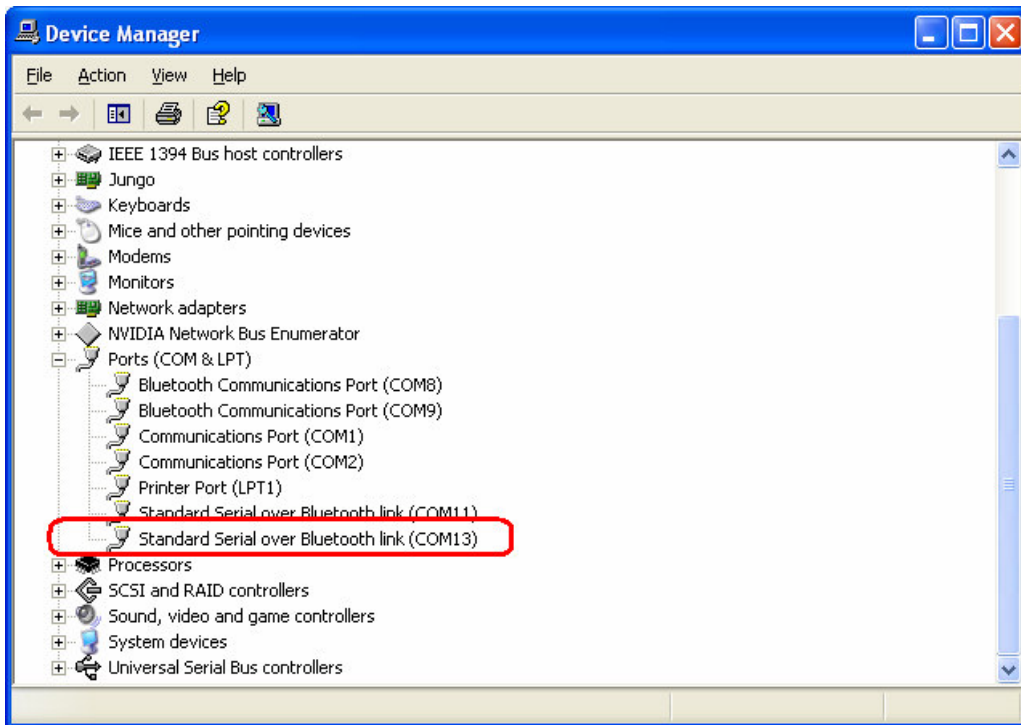 Device Manager
File Action View Help
IEEE 1394 Bus host controllers
Jungo
Keyboards
Mice and other pointing devices
Modems
Monitors
Network adapters
NVIDIA Network Bus Enumerator
Ports (COM & LPT)
Bluetooth Communications Port (COM8)
Bluetooth Communications Port (COM9)
Communications Port (COM1)
Communications Port (COM2)
Printer Port (LPT1)
Standard Serial over Bluetooth link (COM11)
Standard Serial over Bluetooth link (COM13)
Processors
SCSI and RAID controllers
Sound, video and game controllers
System devices
Universal Serial Bus controllers